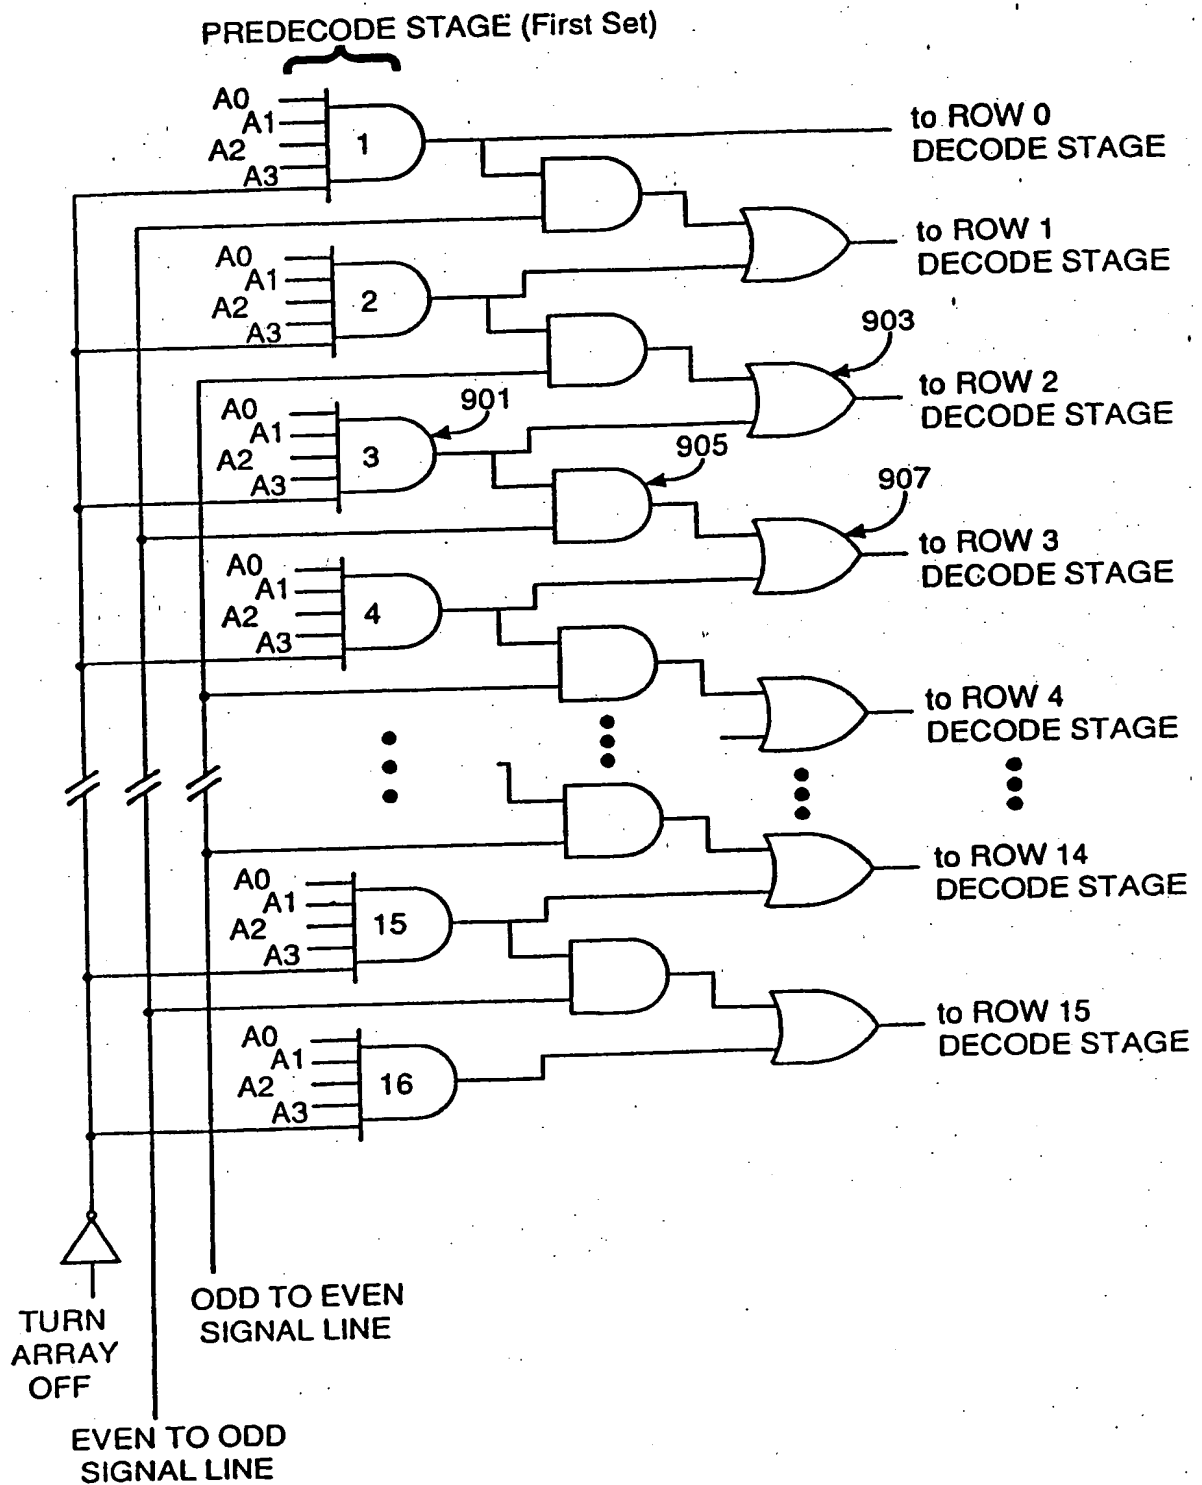 PREDECODE STAGE (First Set)
A0
A1
A2
A3
1
to ROW 0
DECODE STAGE
to ROW 1
DECODE STAGE
A0
A1
A2
A3
2
903
to ROW 2
DECODE STAGE
A0
A1
A2
A3
3
901
905
907
to ROW 3
DECODE STAGE
A0
A1
A2
A3
4
to ROW 4
DECODE STAGE
to ROW 14
DECODE STAGE
A0
A1
A2
A3
15
to ROW 15
DECODE STAGE
A0
A1
A2
A3
16
TURN
ARRAY
OFF
ODD TO EVEN
SIGNAL LINE
EVEN TO ODD
SIGNAL LINE